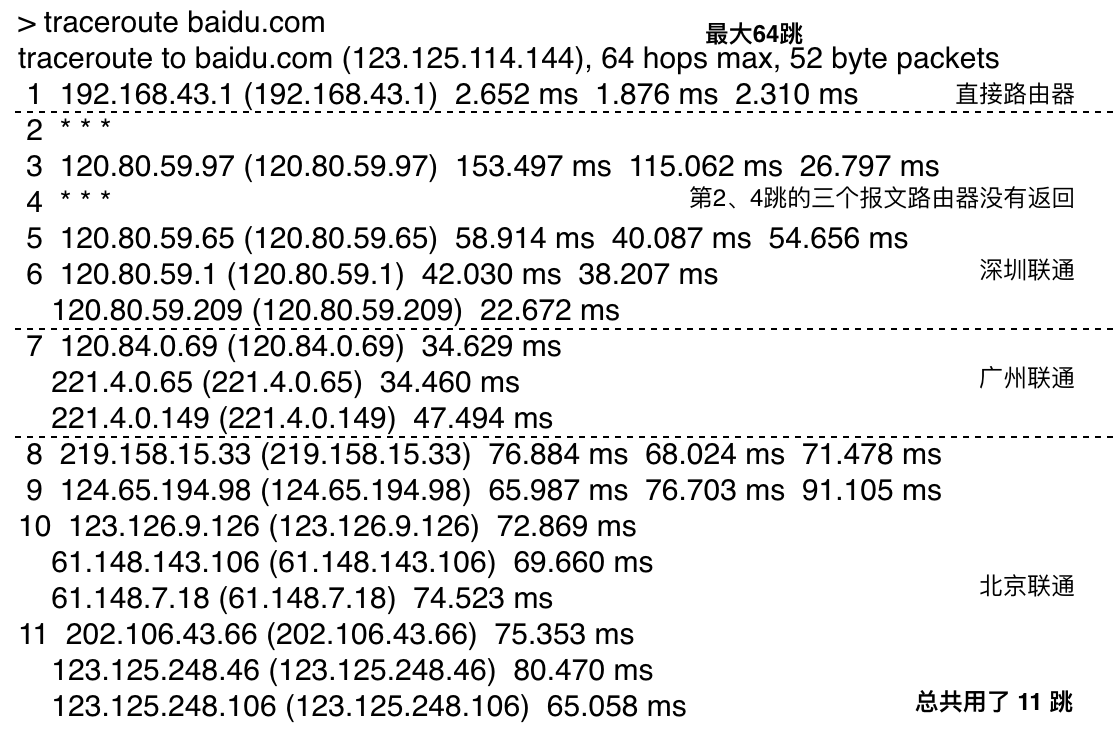 > traceroute baidu.com
最大64跳
traceroute to baidu.com (123.125.114.144), 64 hops max, 52 byte packets
1 192.168.43.1 (192.168.43.1) 2.652 ms 1.876 ms 2.310 ms 直接路由器
2 * * *
3 120.80.59.97 (120.80.59.97) 153.497 ms 115.062 ms 26.797 ms
4 * * * 第2、4跳的三个报文路由器没有返回
5 120.80.59.65 (120.80.59.65) 58.914 ms 40.087 ms 54.656 ms
6 120.80.59.1 (120.80.59.1) 42.030 ms 38.207 ms 深圳联通
120.80.59.209 (120.80.59.209) 22.672 ms
7 120.84.0.69 (120.84.0.69) 34.629 ms
221.4.0.65 (221.4.0.65) 34.460 ms 广州联通
221.4.0.149 (221.4.0.149) 47.494 ms
8 219.158.15.33 (219.158.15.33) 76.884 ms 68.024 ms 71.478 ms
9 124.65.194.98 (124.65.194.98) 65.987 ms 76.703 ms 91.105 ms
10 123.126.9.126 (123.126.9.126) 72.869 ms
61.148.143.106 (61.148.143.106) 69.660 ms
61.148.7.18 (61.148.7.18) 74.523 ms 北京联通
11 202.106.43.66 (202.106.43.66) 75.353 ms
123.125.248.46 (123.125.248.46) 80.470 ms
123.125.248.106 (123.125.248.106) 65.058 ms 总共用了 11 跳